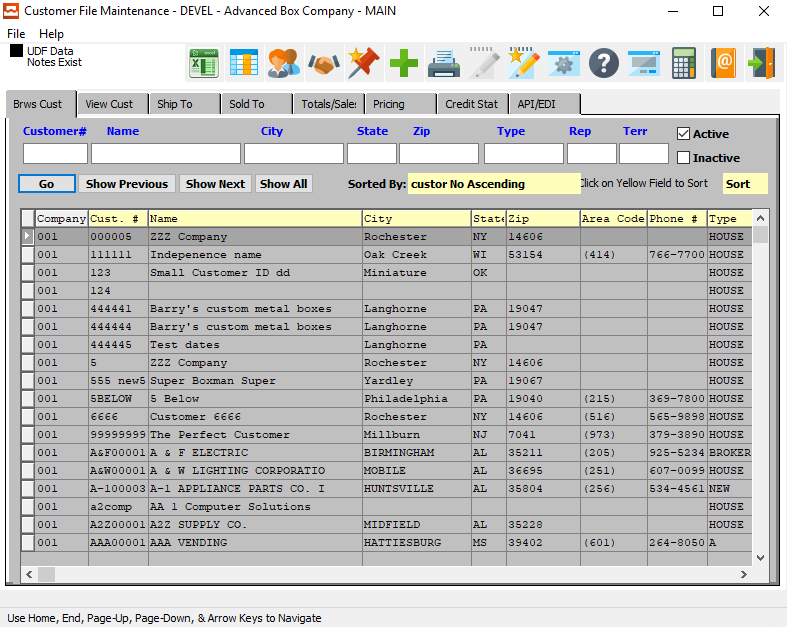 Customer File Maintenance - DEVEL - Advanced Box Company - MAIN
File Help
UDF Data
Notes Exist
Brws Cust View Cust Ship To Sold To Totals/Sales Pricing Credit Stat API/EDI
Customer# Name City State Zip Type Rep Terr Active
Inactive
Go Show Previous Show Next Show All Sorted By: custor No Ascending Click on Yellow Field to Sort Sort
Company Cust. # Name City State Zip Area Code Phone # Type
001 000005 ZZZ Company Rochester NY 14606 HOUSE
001 111111 Indepenence name Oak Creek WI 53154 (414) 766-7700 HOUSE
001 123 Small Customer ID dd Miniature OK HOUSE
001 124 HOUSE
001 444441 Barry's custom metal boxes Langhorne PA 19047 HOUSE
001 444444 Barry's custom metal boxes Langhorne PA 19047 HOUSE
001 444445 Test dates Langhorne PA HOUSE
001 5 ZZZ Company Rochester NY 14606 HOUSE
001 555 new5 Super Boxman Super Yardley PA 19067 HOUSE
001 5BELOW 5 Below Philadelphia PA 19040 (215) 369-7800 HOUSE
001 6666 Customer 6666 Rochester NY 14606 (516) 565-9898 HOUSE
001 99999999 The Perfect Customer Millburn NJ 7041 (973) 379-3890 HOUSE
001 A&F00001 A & F ELECTRIC BIRMINGHAM AL 35211 (205) 925-5234 BROKER
001 A&W00001 A & W LIGHTING CORPORATIO MOBILE AL 36695 (251) 607-0099 HOUSE
001 A-100003 A-1 APPLIANCE PARTS CO. I HUNTSVILLE AL 35804 (256) 534-4561 NEW
001 a2comp AA 1 Computer Solutions HOUSE
001 A2Z00001 A2Z SUPPLY CO. MIDFIELD AL 35228 HOUSE
001 AAA00001 AAA VENDING HATTIESBURG MS 39402 (601) 264-8050 A
Use Home, End, Page-Up, Page-Down, & Arrow Keys to Navigate